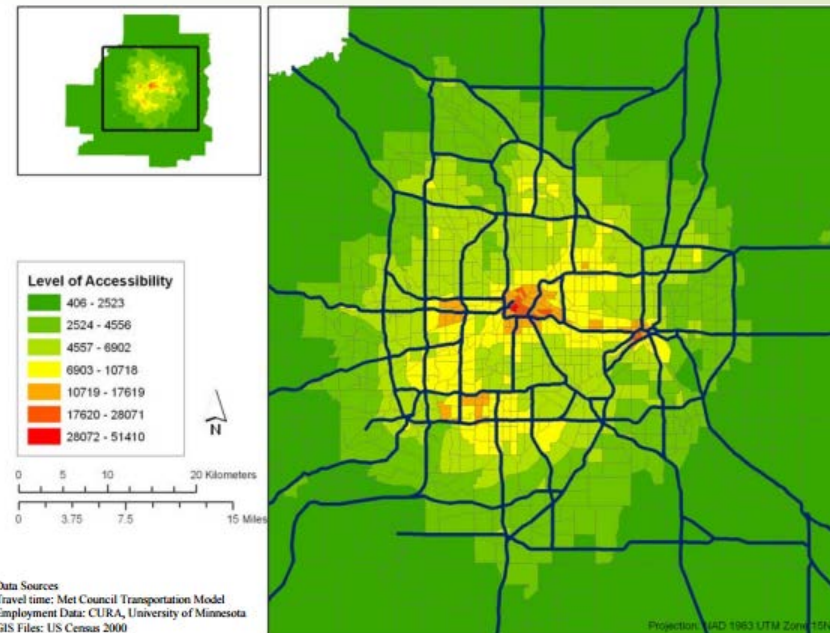 Level of Accessibility
406 - 2523
2524 - 4556
4557 - 6902
6903 - 10718
10719 - 17619
17620 - 28071
28072 - 51410
N
0 5 10 20 Kilometers
0 3.75 7.5 15 Miles
Data Sources
Travel time: Met Council Transportation Model
Employment Data: CURA, University of Minnesota
GIS Files: US Census 2000
Projection: NAD 1983 UTM Zone 15N